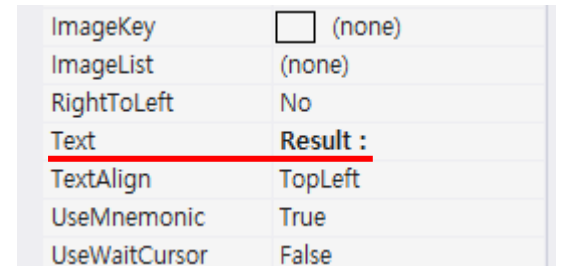 ImageKey (none)
ImageList (none)
RightToLeft No
Text Result :
TextAlign TopLeft
UseMnemonic True
UseWaitCursor False